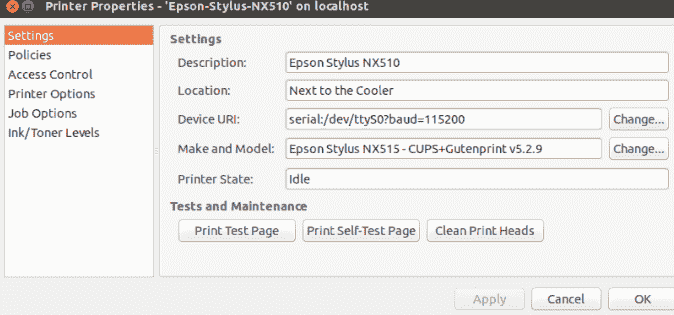 Printer Properties - 'Epson-Stylus-NX510' on localhost
Settings
Policies
Access Control
Printer Options
Job Options
Ink/Toner Levels
Settings
Description: Epson Stylus NX510
Location: Next to the Cooler
Device URI: serial:/dev/ttyS0?baud=115200 Change...
Make and Model: Epson Stylus NX515 - CUPS+Gutenprint v5.2.9 Change...
Printer State: Idle
Tests and Maintenance
Print Test Page Print Self-Test Page Clean Print Heads
Apply Cancel OK